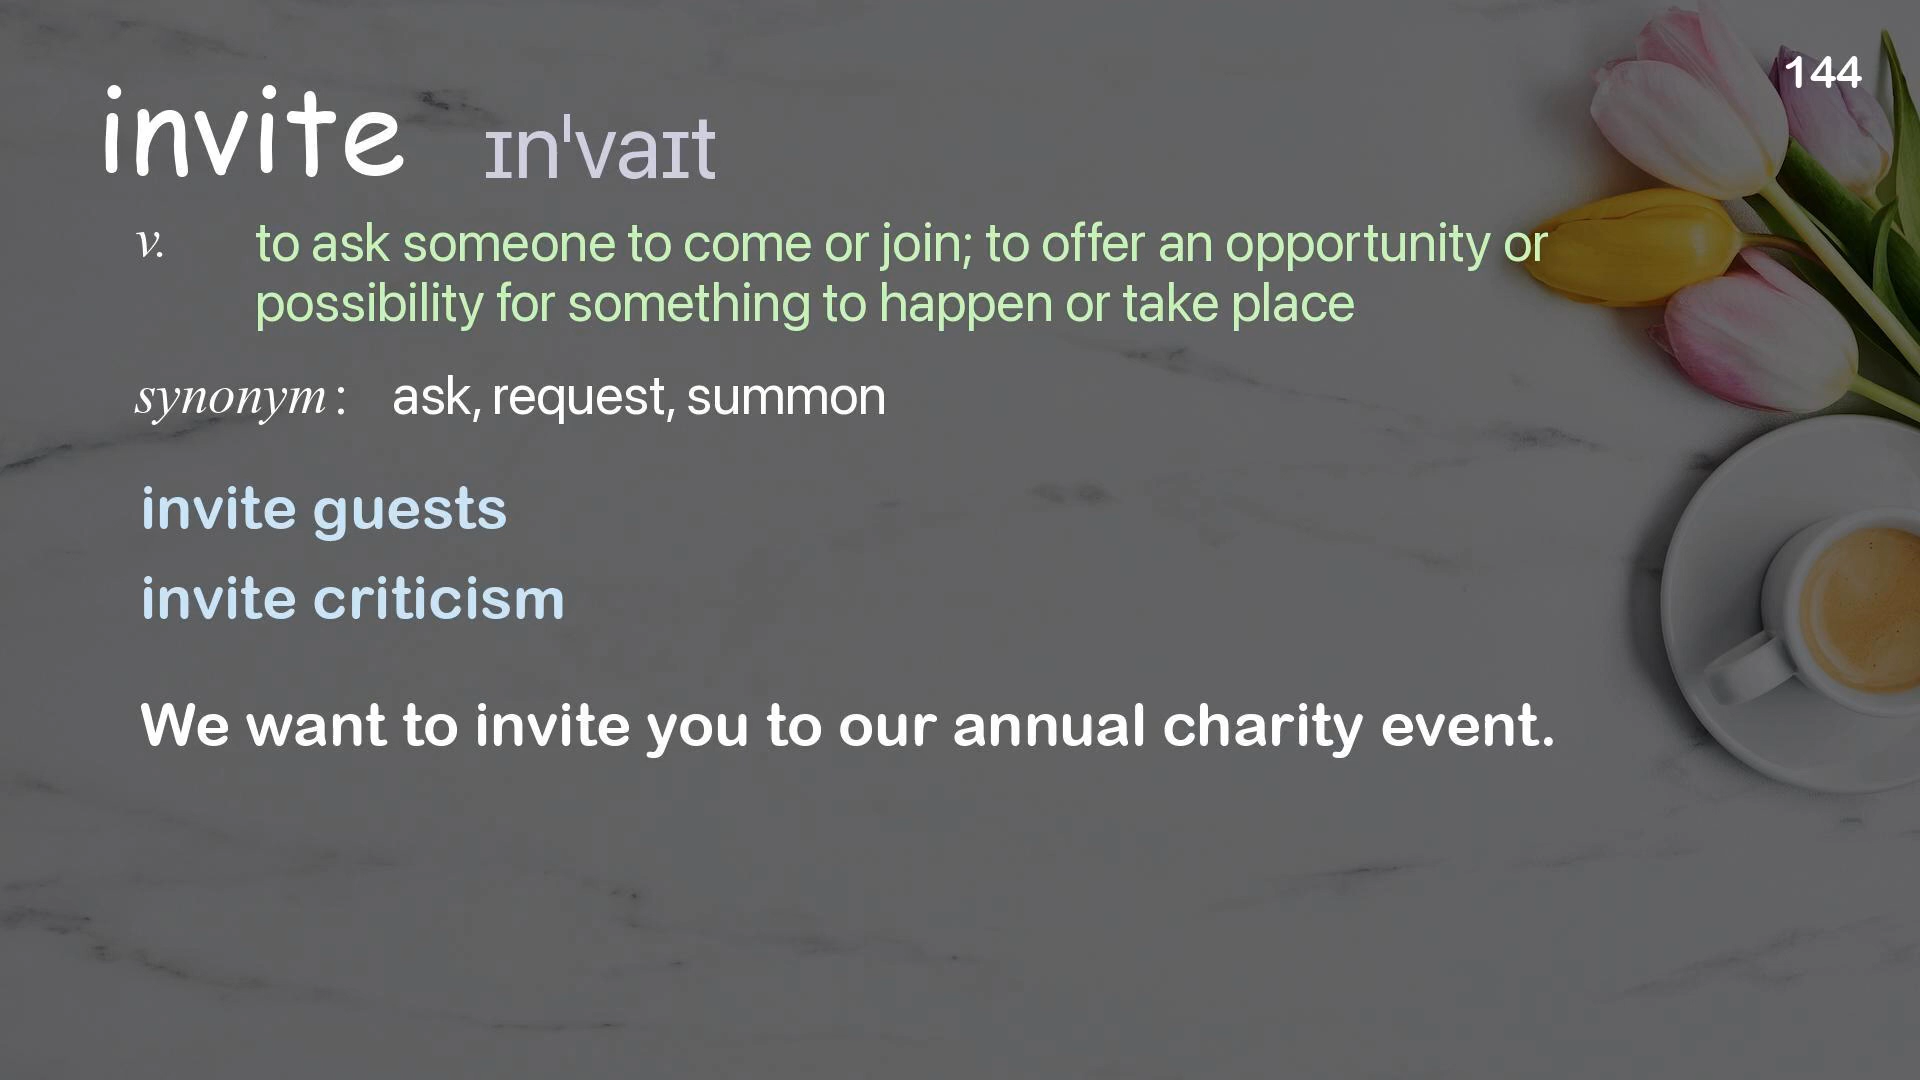 144
invite ɪnˈvaɪt
v. to ask someone to come or join; to offer an opportunity or
possibility for something to happen or take place
synonym: ask, request, summon
invite guests
invite criticism
We want to invite you to our annual charity event.